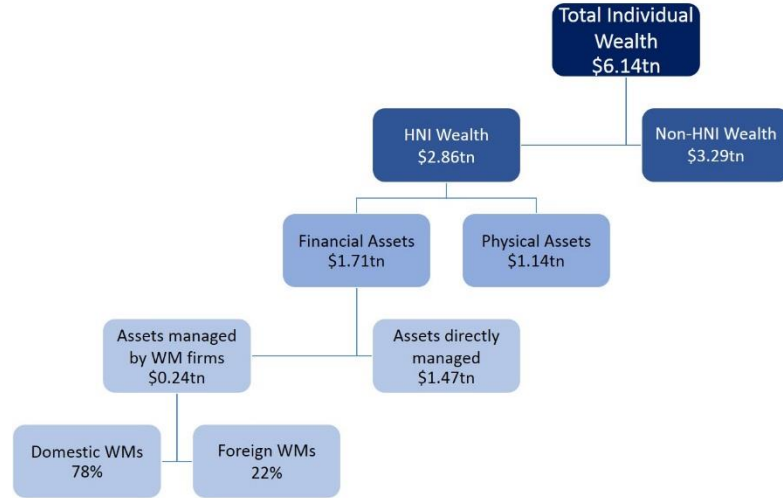 Total Individual
Wealth
$6.14tn
HNI Wealth
$2.86tn
Non-HNI Wealth
$3.29tn
Financial Assets
$1.71tn
Physical Assets
$1.14tn
Assets managed
by WM firms
$0.24tn
Assets directly
managed
$1.47tn
Domestic WMs
78%
Foreign WMs
22%